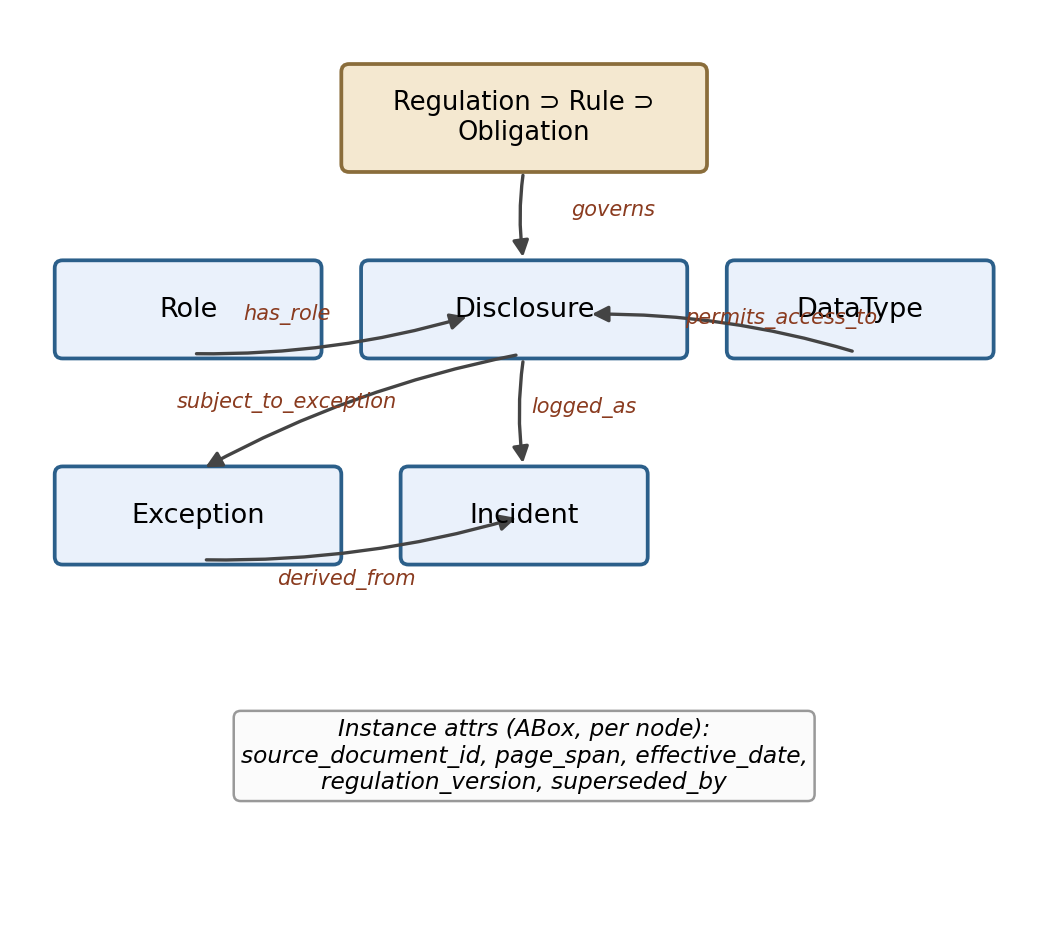 Regulation ⊃ Rule ⊃
Obligation
governs
Role
has_role
Disclosure
permits_access_to
DataType
subject_to_exception
logged_as
Exception
Incident
derived_from
Instance attrs (ABox, per node):
source_document_id, page_span, effective_date,
regulation_version, superseded_by